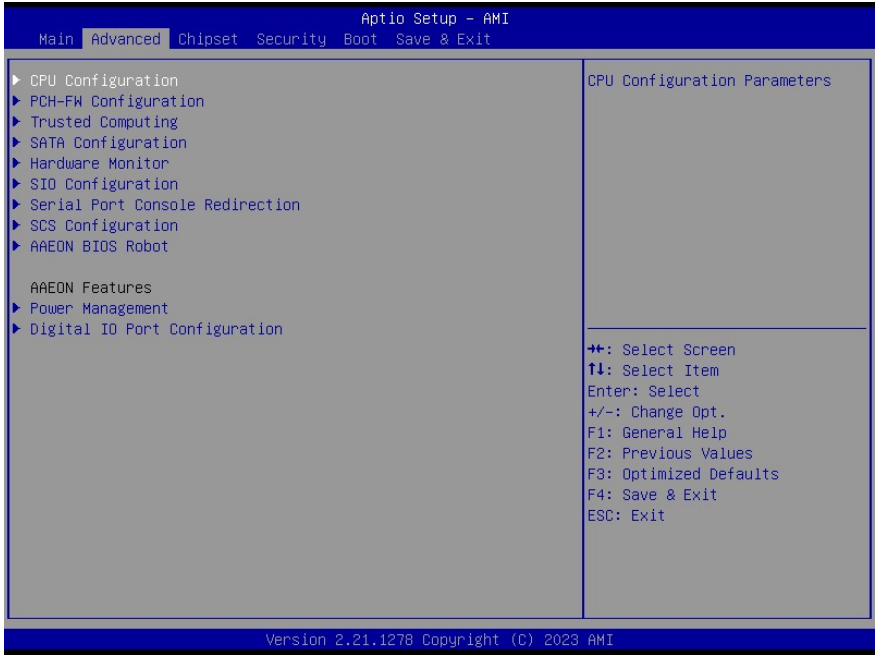 Aptio Setup - AMI
Main Advanced Chipset Security Boot Save & Exit
CPU Configuration
PCH-FW Configuration
Trusted Computing
SATA Configuration
Hardware Monitor
SIO Configuration
Serial Port Console Redirection
SCS Configuration
AAEON BIOS Robot
AAEON Features
Power Management
Digital IO Port Configuration
CPU Configuration Parameters
→←: Select Screen
↑↓: Select Item
Enter: Select
+/-: Change Opt.
F1: General Help
F2: Previous Values
F3: Optimized Defaults
F4: Save & Exit
ESC: Exit
Version 2.21.1278 Copyright (C) 2023 AMI